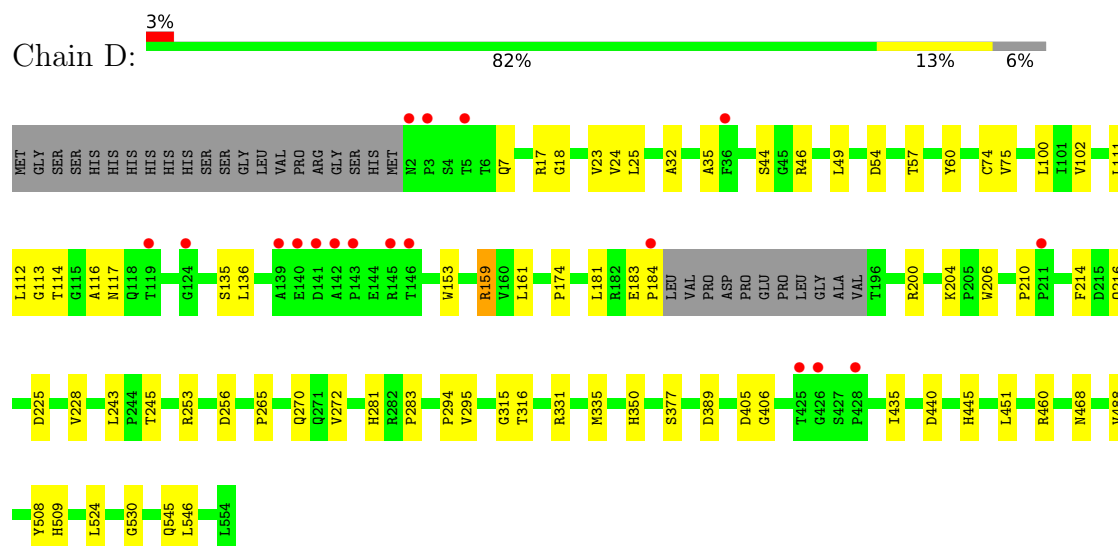 3%
Chain D:
82% 13% 6%
MET GLY SER SER HIS HIS HIS HIS HIS HIS HIS HIS SER SER GLY LEU VAL PRO ARG GLY SER HIS MET N2 P3 S4 T5 T6 Q7 R17 G18 V23 V24 L25 A32 A35 F36 S44 G45 R46 L49 D54 T57 Y60 C74 V75 L100 I101 V102 L111
L112 G113 T114 G115 A116 N117 Q118 T119 G124 S135 L136 A139 E140 D141 A142 P143 E144 R145 T146 W153 R159 V160 L161 P174 L181 R182 E183 P184 LEU VAL PRO ASP PRO GLU PRO LEU GLY ALA VAL T196 R200 K204 P205 W206 P210 P211 F214 D215
D225 V228 L243 P244 T245 R253 D256 P265 Q270 Q271 V272 H281 R282 P283 P294 V295 G315 T316 R331 M335 H350 S377 D389 D405 G406 T425 G426 S427 P428 I435 D440 H445 L451 R460 N468
Y508 H509 L524 G530 Q545 L546 L554